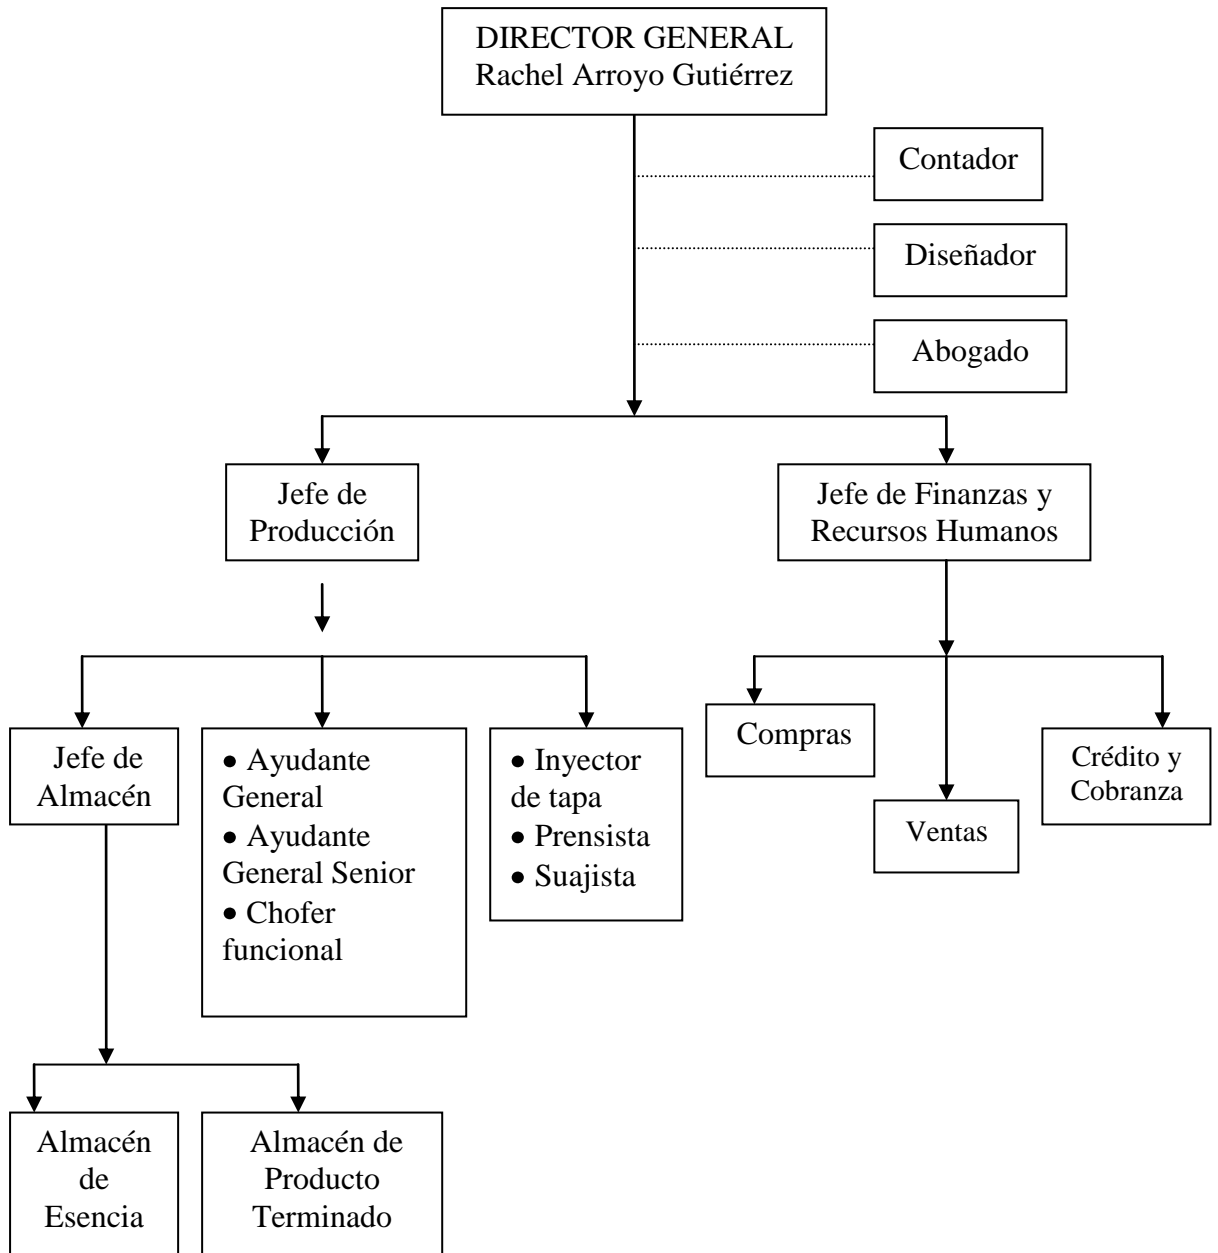 DIRECTOR GENERAL
Rachel Arroyo Gutiérrez
Contador
Diseñador
Abogado
Jefe de
Producción
Jefe de Finanzas y
Recursos Humanos
Jefe de
Almacén
• Ayudante
General
• Ayudante
General Senior
• Chofer
funcional
• Inyector
de tapa
• Prensista
• Suajista
Compras
Ventas
Crédito y
Cobranza
Almacén
de
Esencia
Almacén de
Producto
Terminado